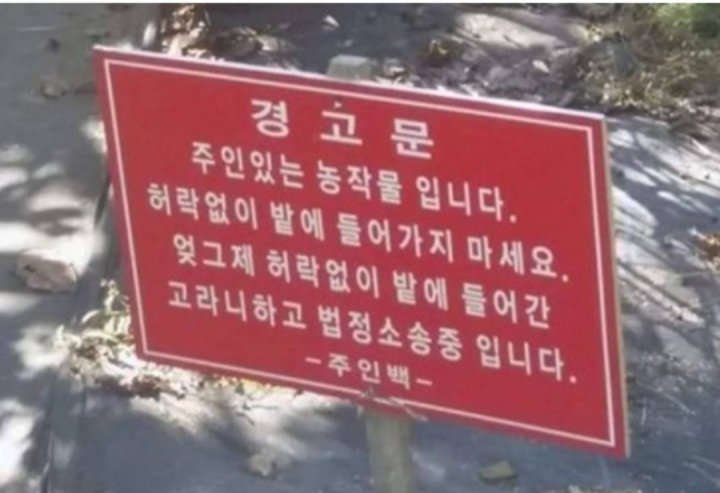 경고문
주인있는 농작물 입니다.
허락없이 밭에 들어가지 마세요.
엊그제 허락없이 밭에 들어간
고라니하고 법정소송중 입니다.
-주인백-